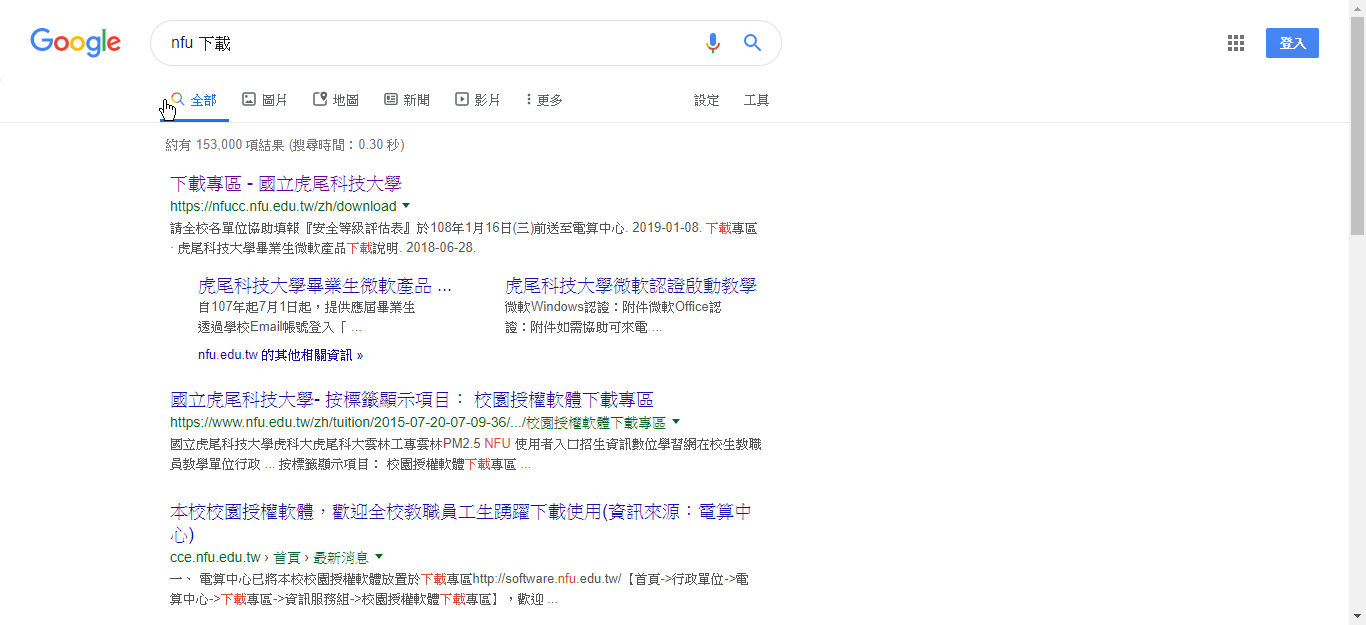 Google
nfu 下載
登入
全部 圖片 地圖 新聞 影片 更多 設定 工具
約有 153,000 項結果 (搜尋時間：0.30 秒)
下載專區 - 國立虎尾科技大學
https://nfucc.nfu.edu.tw/zh/download
請全校各單位協助填報『安全等級評估表』於108年1月16日(三)前送至電算中心. 2019-01-08. 下載專區
· 虎尾科技大學畢業生微軟產品下載說明. 2018-06-28.
虎尾科技大學畢業生微軟產品 ...
自107年起7月1日起，提供應屆畢業生
透過學校Email帳號登入「 ...
虎尾科技大學微軟認證啟動教學
微軟Windows認證：附件微軟Office認
證：附件如需協助可來電 ...
nfu.edu.tw 的其他相關資訊 »
國立虎尾科技大學- 按標籤顯示項目： 校園授權軟體下載專區
https://www.nfu.edu.tw/zh/tuition/2015-07-20-07-09-36/.../校園授權軟體下載專區
國立虎尾科技大學虎科大虎尾科大雲林工專雲林PM2.5 NFU 使用者入口招生資訊數位學習網在校生教職
員教學單位行政 ... 按標籤顯示項目： 校園授權軟體下載專區 ...
本校校園授權軟體，歡迎全校教職員工生踴躍下載使用(資訊來源：電算中
心)
cce.nfu.edu.tw › 首頁 › 最新消息
一、 電算中心已將本校校園授權軟體放置於下載專區http://software.nfu.edu.tw/【首頁->行政單位->電
算中心->下載專區->資訊服務組->校園授權軟體下載專區】，歡迎 ...